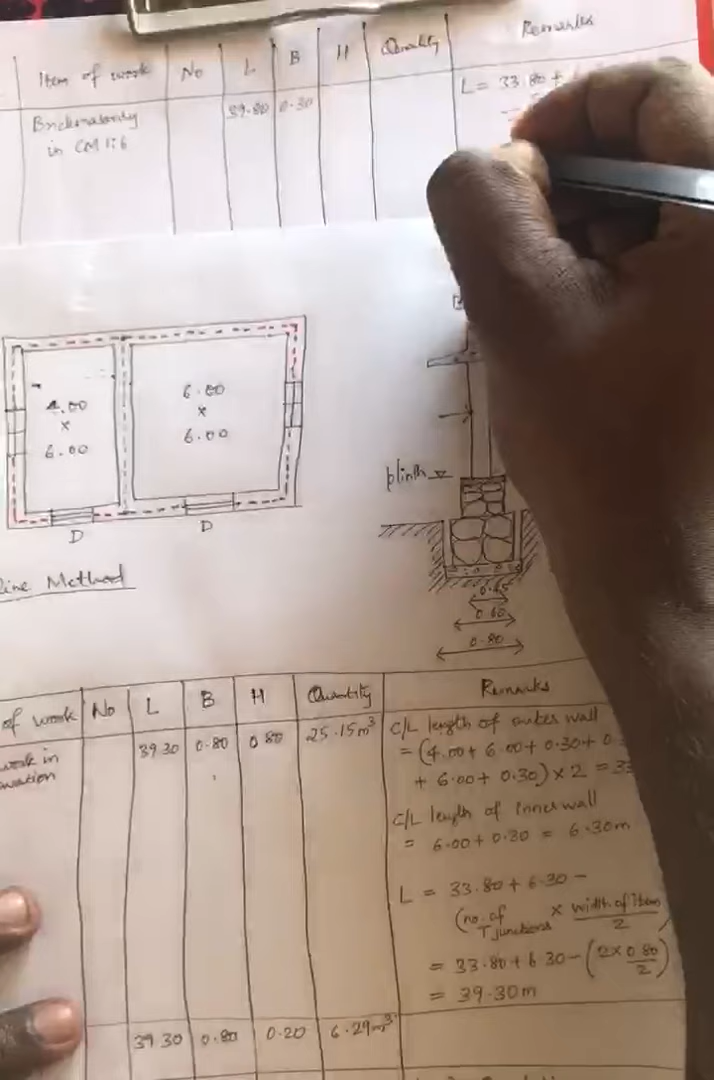 Item of work No L B H Quantity Remarks
Brickmasonry 39.80 0.30 L = 33.80 +
in CM 1:6
4.00
x
6.00
6.00
x
6.00
D
D
plinth
0.45
0.60
0.80
Line Method
of work No L B H Quantity Remarks
work in 39.30 0.80 0.80 25.15m³ C/L length of outer wall
= (4.00 + 6.00 + 0.30 + 0.
+ 6.00 + 0.30) x 2 = 33
C/L length of Inner wall
= 6.00 + 0.30 = 6.30m
L = 33.80 + 6.30 -
(no. of T junctions x width of Item / 2)
= 33.80 + 6.30 - (2 x 0.80 / 2)
= 39.30m
39.30 0.80 0.20 6.29m³